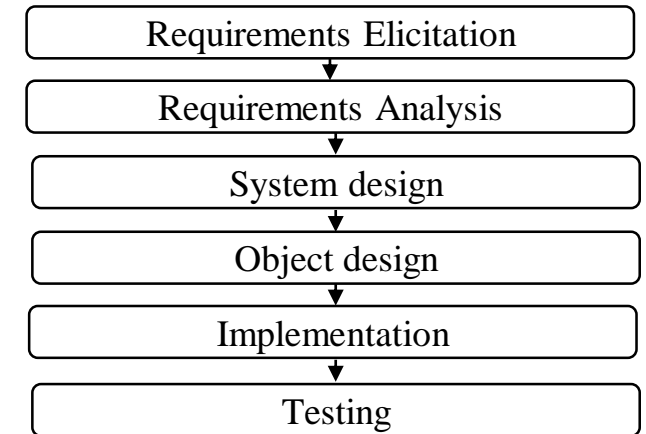 Requirements Elicitation
Requirements Analysis
System design
Object design
Implementation
Testing